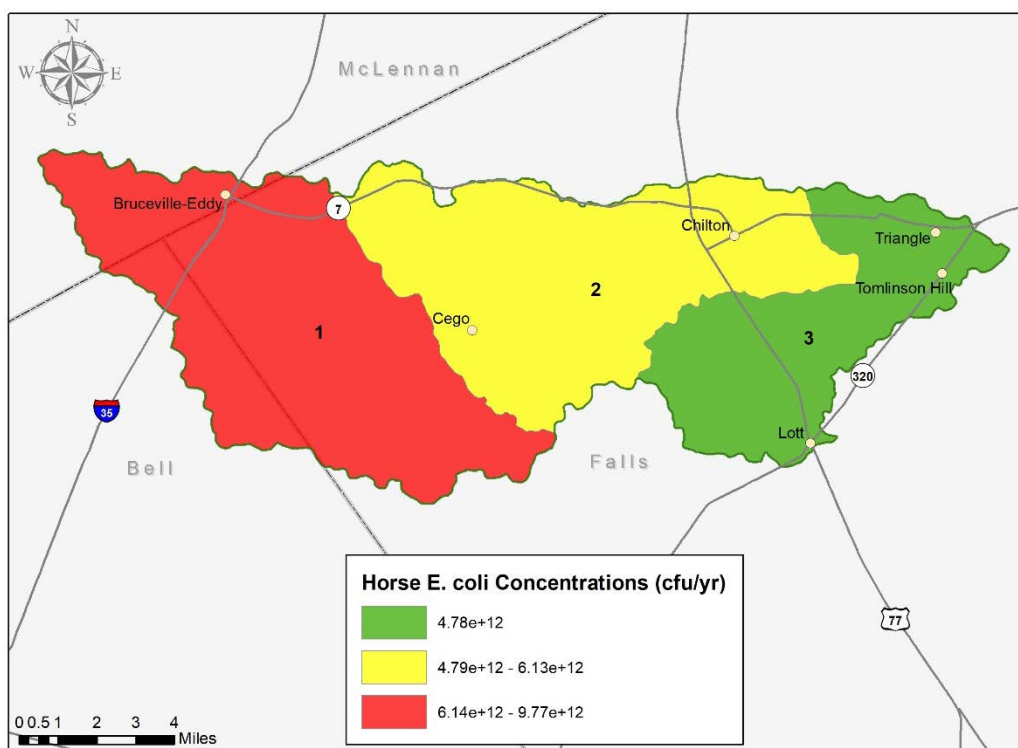 N
W E
S
McLennan
Bruceville-Eddy
7
Chilton
Triangle
Tomlinson Hill
2
Cego
1
3
320
35
Lott
Bell
Falls
Horse E. coli Concentrations (cfu/yr)
4.78e+12
4.79e+12 - 6.13e+12
6.14e+12 - 9.77e+12
77
0 0.5 1 2 3 4
Miles